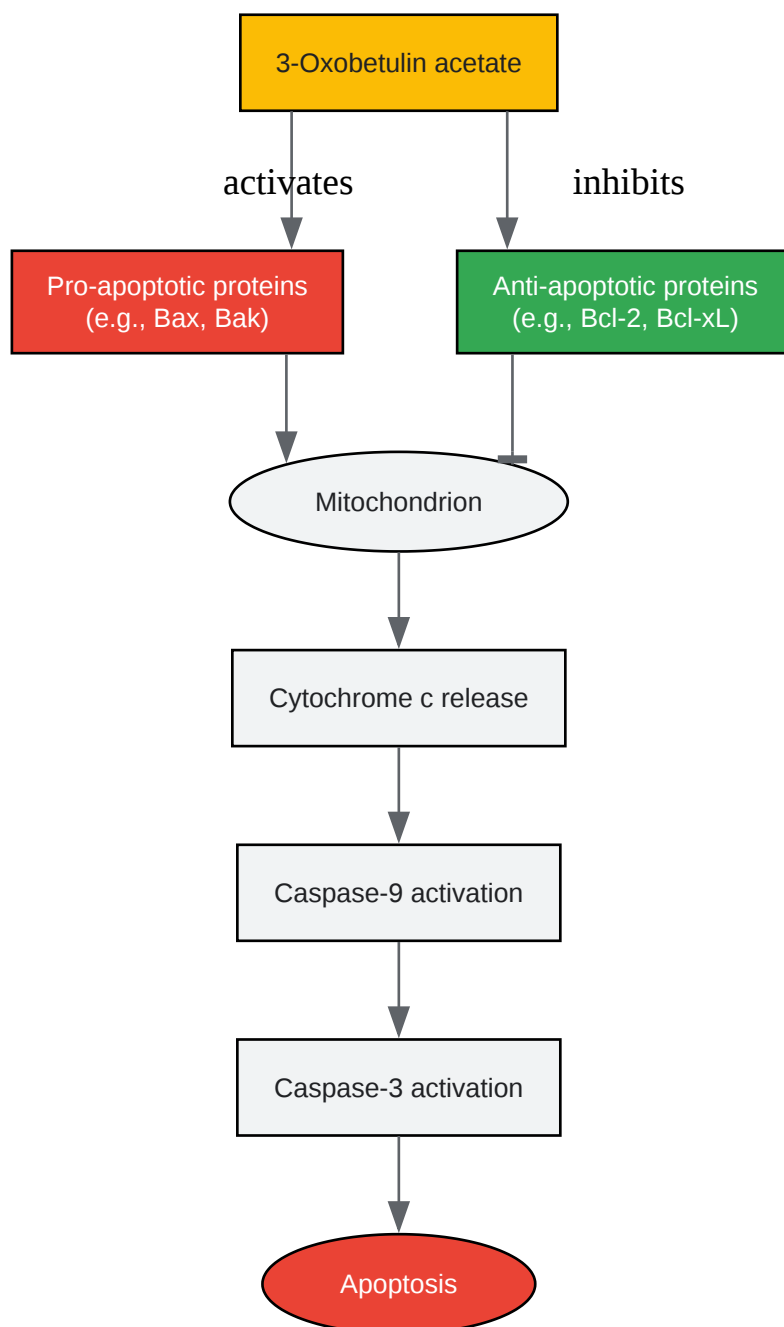 3-Oxobetulin acetate
activates
inhibits
Pro-apoptotic proteins
(e.g., Bax, Bak)
Anti-apoptotic proteins
(e.g., Bcl-2, Bcl-xL)
Mitochondrion
Cytochrome c release
Caspase-9 activation
Caspase-3 activation
Apoptosis